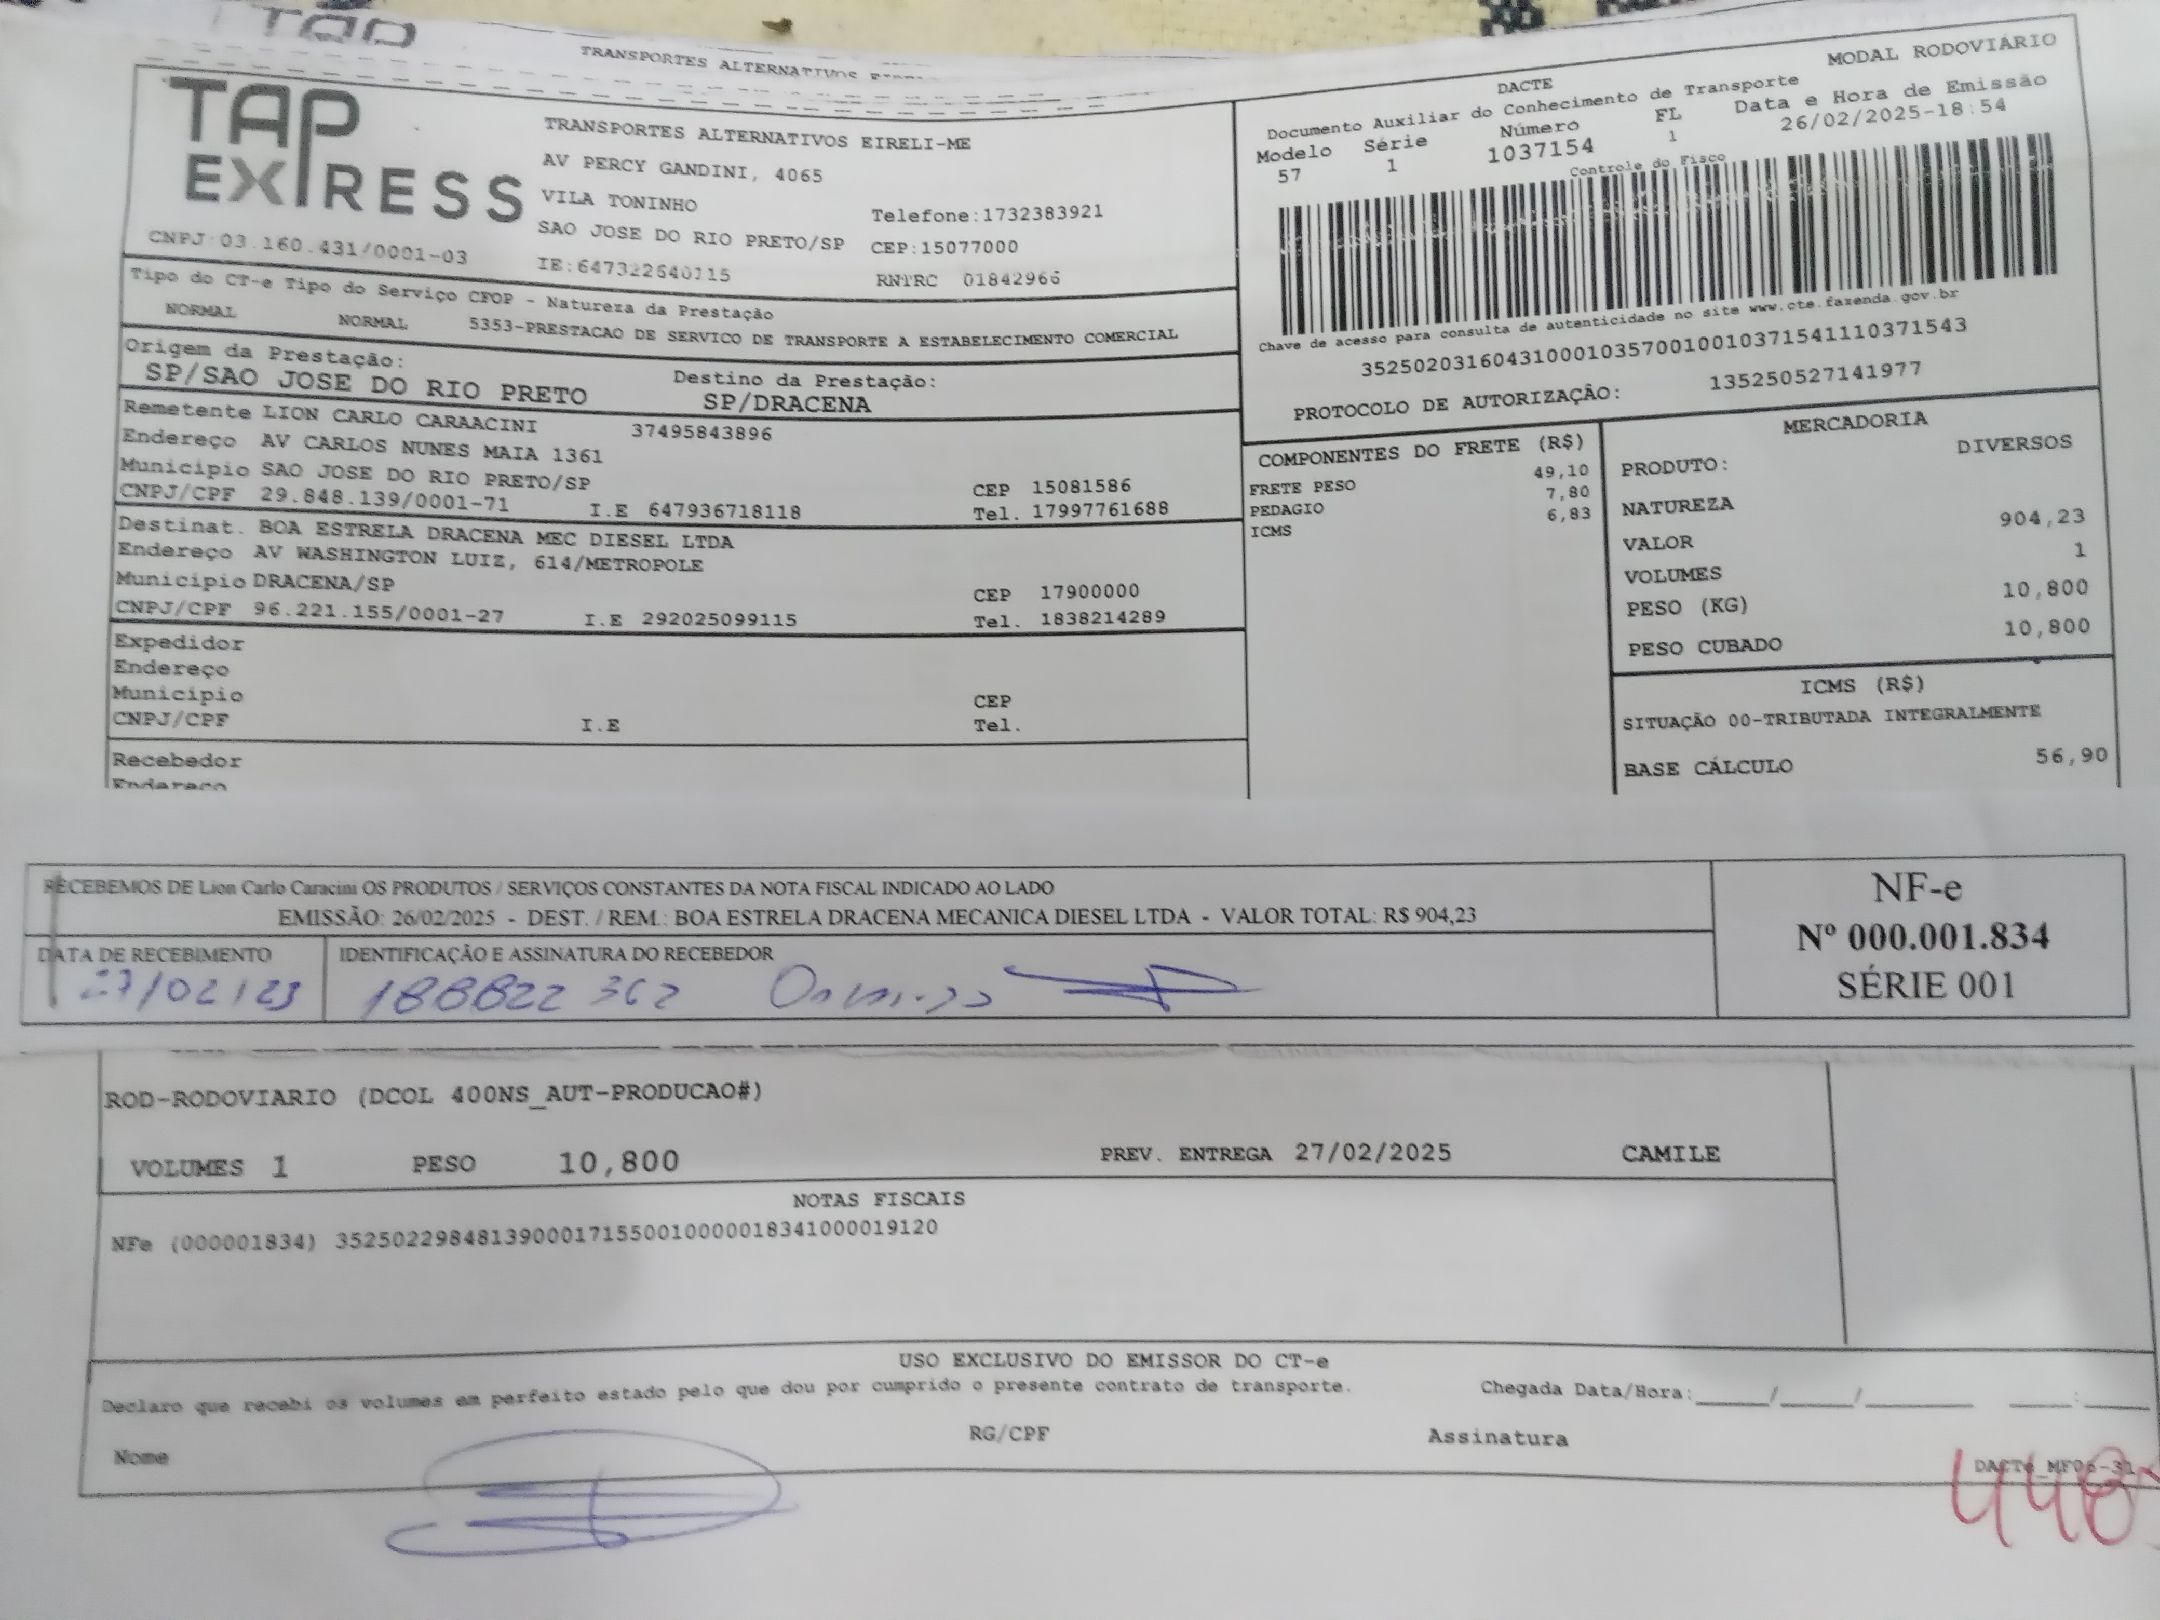 TAP
TRANSPORTES ALTERNATIVOS
TAP EXPRESS
TRANSPORTES ALTERNATIVOS EIRELI-ME
AV PERCY GANDINI, 4065
VILA TONINHO
SAO JOSE DO RIO PRETO/SP
Telefone:1732383921
CEP:15077000
CNPJ:03.160.431/0001-03
IE:647322640115
RNTRC 01842966
DACTE
MODAL RODOVIÁRIO
Documento Auxiliar do Conhecimento de Transporte
Modelo Série Número FL Data e Hora de Emissão
57 1 1037154 1 26/02/2025-18:54
Controle do Fisco
Chave de acesso para consulta de autenticidade no site www.cte.fazenda.gov.br
35250203160431000103570010010371541110371543
PROTOCOLO DE AUTORIZAÇÃO: 135250527141977
Tipo do CT-e Tipo do Serviço CFOP - Natureza da Prestação
NORMAL NORMAL 5353-PRESTACAO DE SERVICO DE TRANSPORTE A ESTABELECIMENTO COMERCIAL
Origem da Prestação: Destino da Prestação:
SP/SAO JOSE DO RIO PRETO SP/DRACENA
Remetente LION CARLO CARAACINI 37495843896
Endereço AV CARLOS NUNES MAIA 1361
Município SAO JOSE DO RIO PRETO/SP CEP 15081586
CNPJ/CPF 29.848.139/0001-71 I.E 647936718118 Tel. 17997761688
Destinat. BOA ESTRELA DRACENA MEC DIESEL LTDA
Endereço AV WASHINGTON LUIZ, 614/METROPOLE
Município DRACENA/SP CEP 17900000
CNPJ/CPF 96.221.155/0001-27 I.E 292025099115 Tel. 1838214289
Expedidor
Endereço
Município CEP
CNPJ/CPF I.E Tel.
Recebedor
Endereço
COMPONENTES DO FRETE (R$)
FRETE PESO 49,10
PEDAGIO 7,80
ICMS 6,83
MERCADORIA
PRODUTO: DIVERSOS
NATUREZA
VALOR 904,23
VOLUMES 1
PESO (KG) 10,800
PESO CUBADO 10,800
ICMS (R$)
SITUAÇÃO 00-TRIBUTADA INTEGRALMENTE
BASE CÁLCULO 56,90
RECEBEMOS DE Lion Carlo Caracini OS PRODUTOS / SERVIÇOS CONSTANTES DA NOTA FISCAL INDICADO AO LADO
EMISSÃO: 26/02/2025 - DEST. / REM.: BOA ESTRELA DRACENA MECANICA DIESEL LTDA - VALOR TOTAL: R$ 904,23
DATA DE RECEBIMENTO IDENTIFICAÇÃO E ASSINATURA DO RECEBEDOR
NF-e
Nº 000.001.834
SÉRIE 001
ROD-RODOVIARIO (DCOL 400NS_AUT-PRODUCAO#)
VOLUMES 1 PESO 10,800 PREV. ENTREGA 27/02/2025 CAMILE
NOTAS FISCAIS
NFe (000001834) 35250229848139000171550010000018341000019120
USO EXCLUSIVO DO EMISSOR DO CT-e
Declaro que recebi os volumes em perfeito estado pelo que dou por cumprido o presente contrato de transporte. Chegada Data/Hora:____/____/______ ____:____
Nome RG/CPF Assinatura